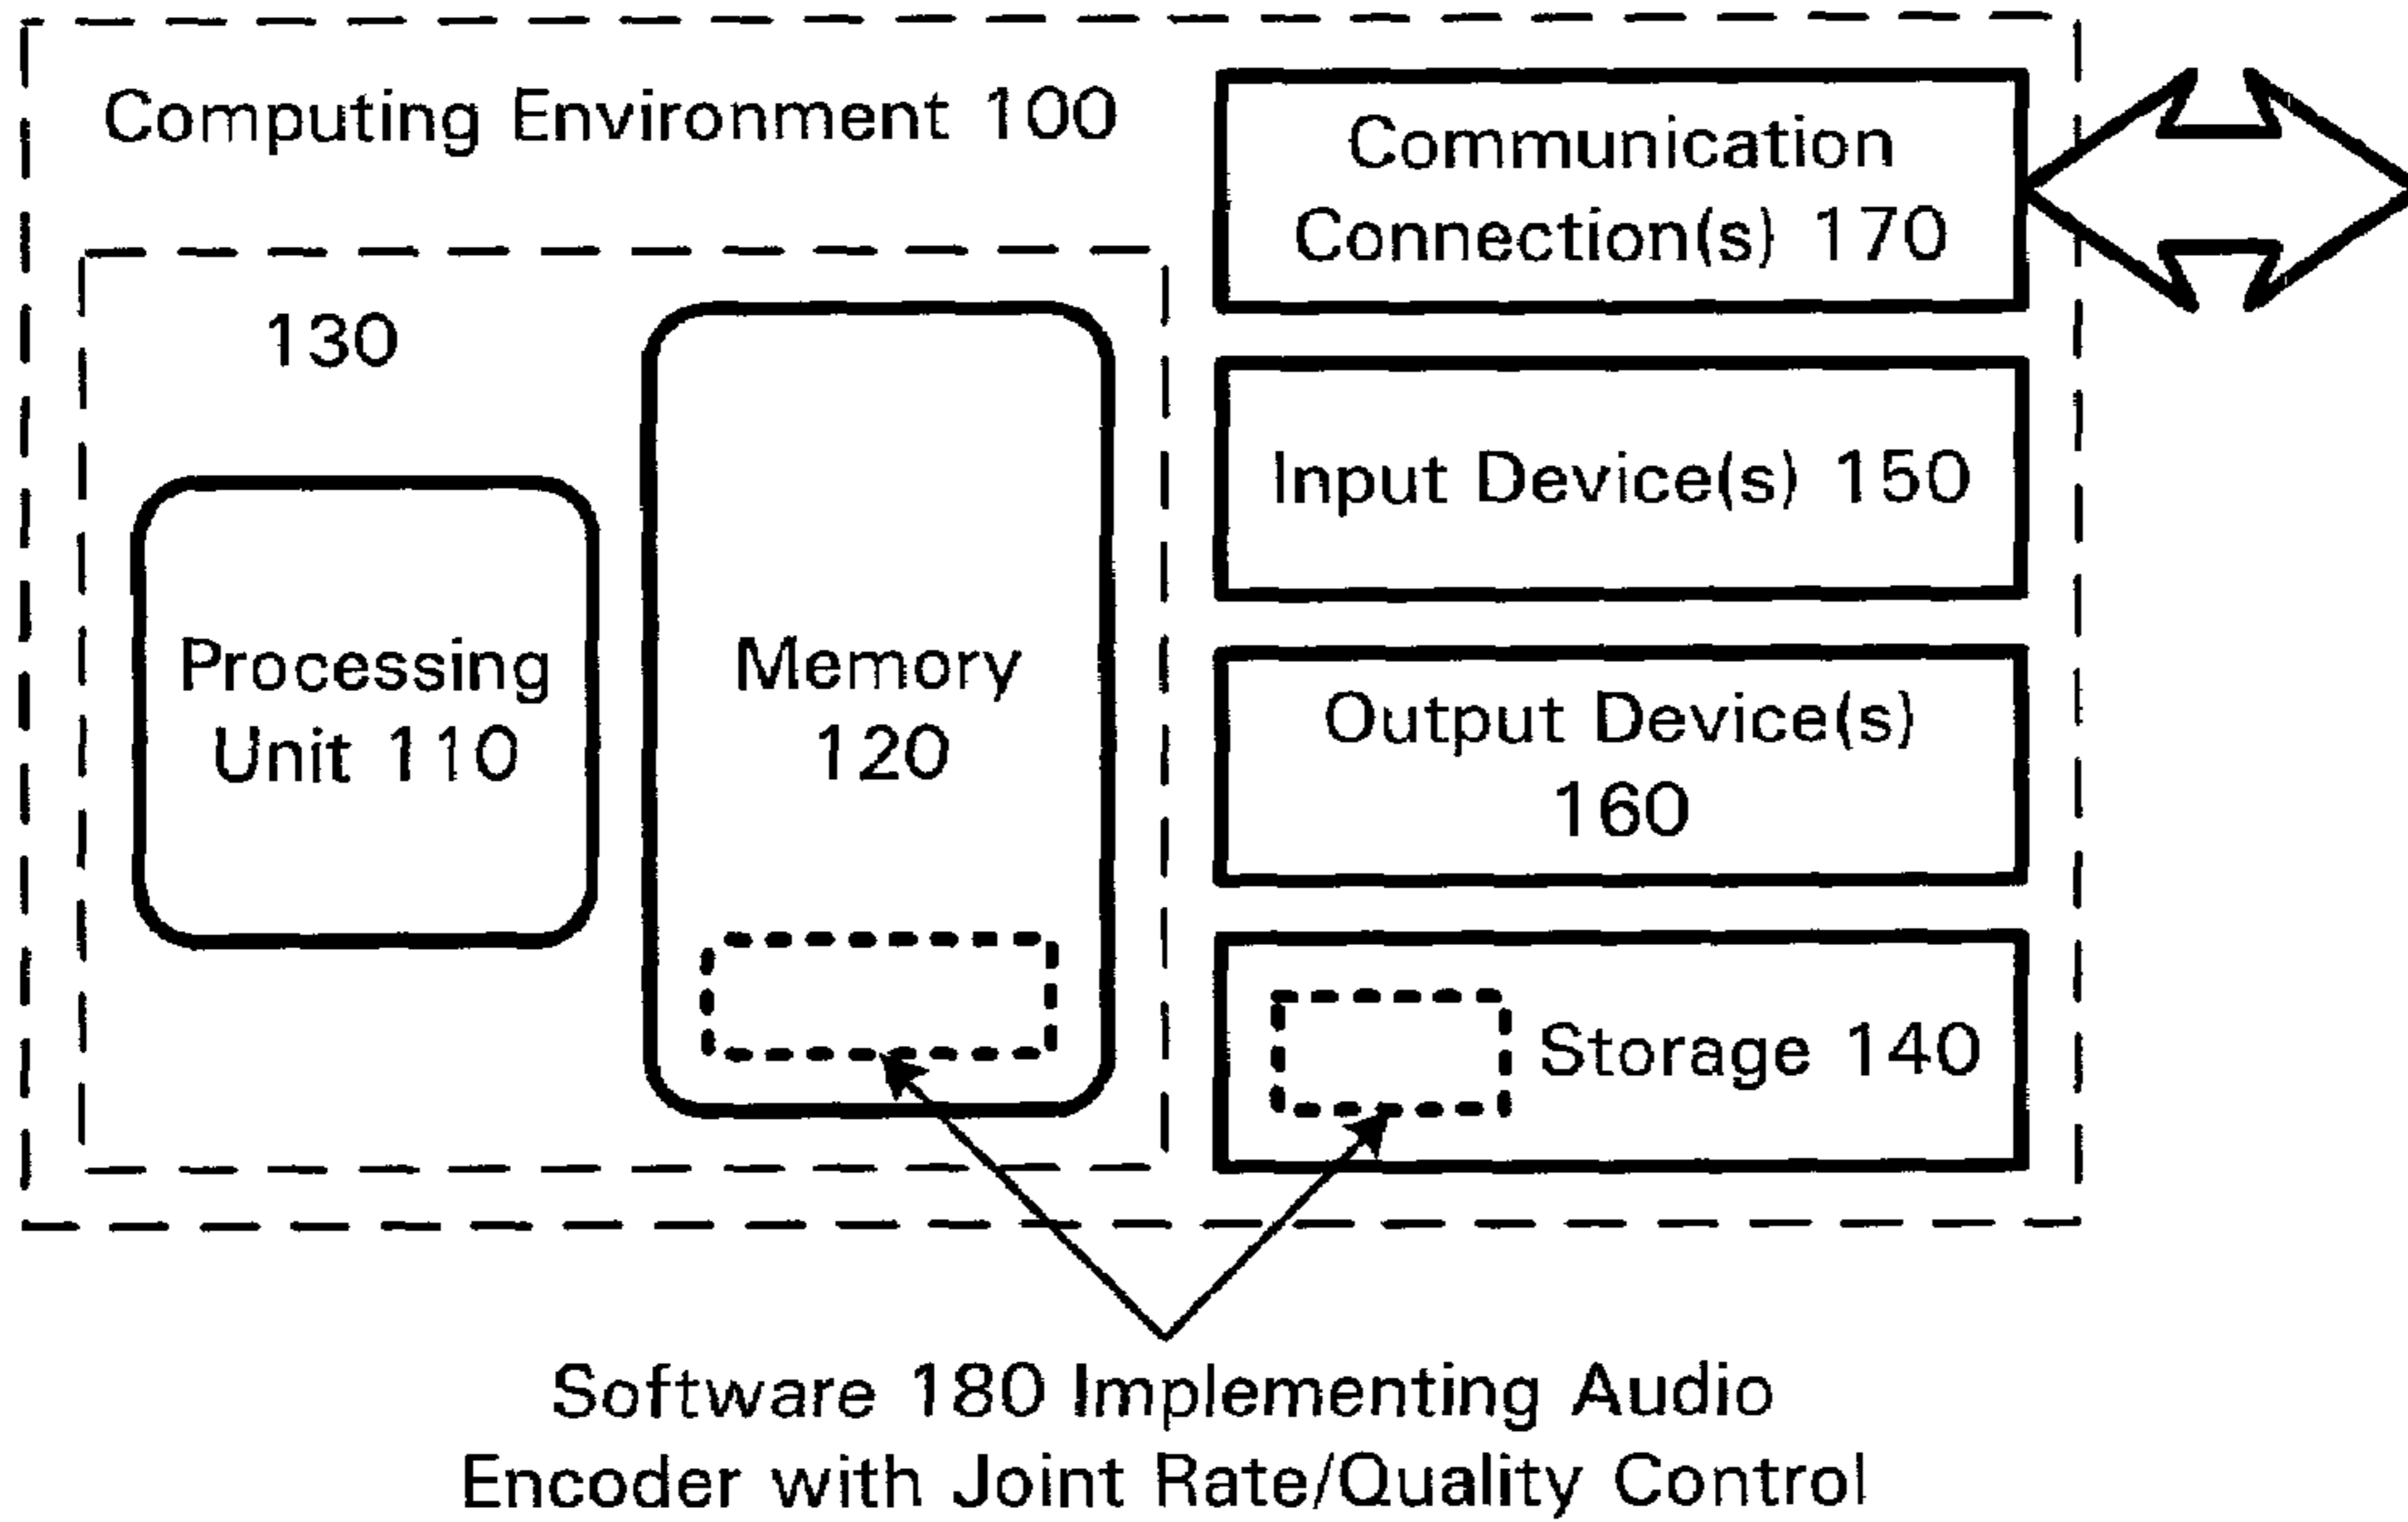 Computing Environment 100
Communication
Connection(s) 170
130
Input Device(s) 150
Processing
Unit 110
Memory
120
Output Device(s)
160
Storage 140
Software 180 Implementing Audio
Encoder with Joint Rate/Quality Control